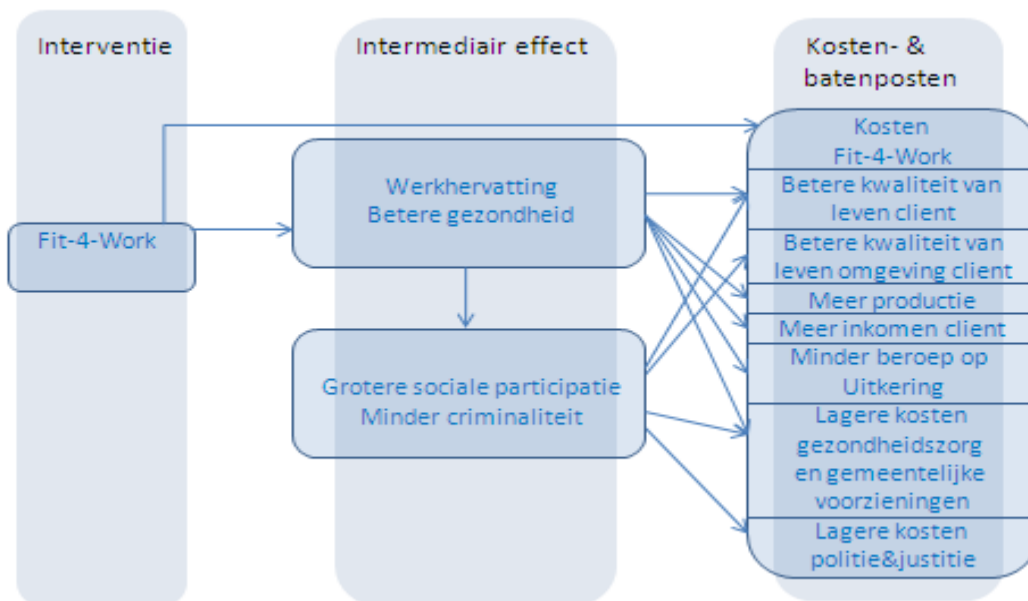 Interventie
Intermediair effect
Kosten- &
batenposten
Fit-4-Work
Werkhervatting
Betere gezondheid
Grotere sociale participatie
Minder criminaliteit
Kosten
Fit-4-Work
Betere kwaliteit van
leven client
Betere kwaliteit van
leven omgeving client
Meer productie
Meer inkomen client
Minder beroep op
Uitkering
Lagere kosten
gezondheidszorg
en gemeentelijke
voorzieningen
Lagere kosten
politie&justitie